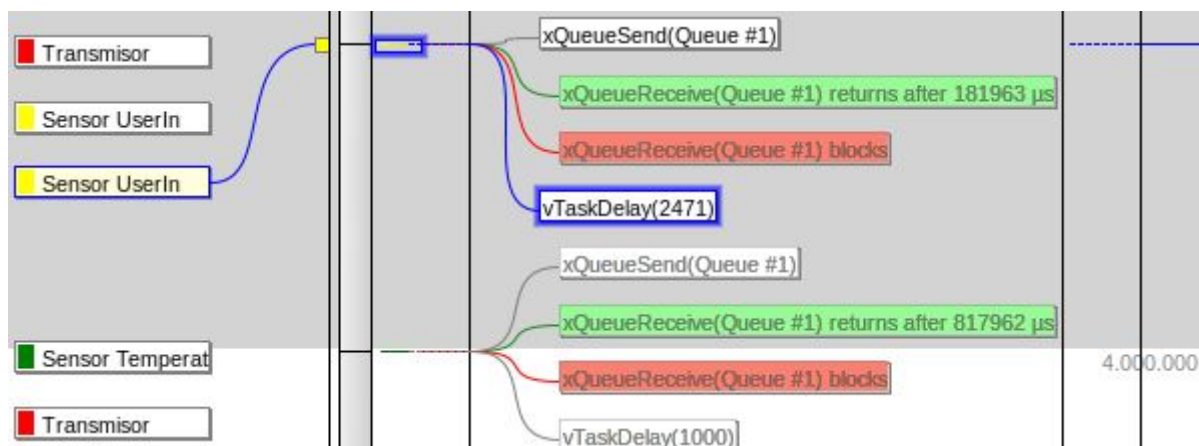 Transmisor
Sensor UserIn
Sensor UserIn
xQueueSend(Queue #1)
xQueueReceive(Queue #1) returns after 181963 µs
xQueueReceive(Queue #1) blocks
vTaskDelay(2471)
xQueueSend(Queue #1)
xQueueReceive(Queue #1) returns after 817962 µs
Sensor Temperat
4.000.000
xQueueReceive(Queue #1) blocks
Transmisor
vTaskDelay(1000)